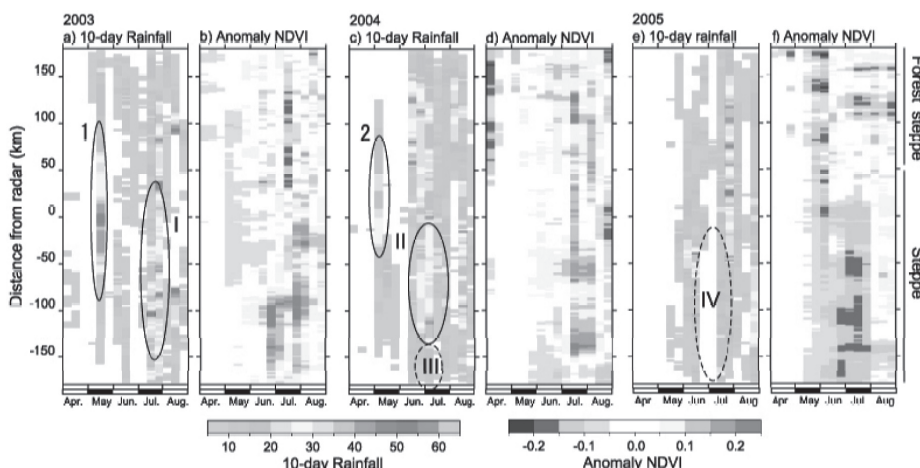 2003
2004
2005
a) 10-day Rainfall
b) Anomaly NDVI
c) 10-day Rainfall
d) Anomaly NDVI
e) 10-day rainfall
f) Anomaly NDVI
Distance from radar (km)
150
100
50
0
-50
-100
-150
1
I
2
II
III
IV
Forest steppe
Steppe
Apr. May Jun. Jul. Aug.
Apr. May Jun. Jul. Aug.
Apr. May Jun. Jul. Aug.
Apr. May Jun. Jul. Aug.
Apr May Jun Jul Aug
Apr May Jun Jul Aug
10 20 30 40 50 60
10-day Rainfall
-0.2 -0.1 0.0 0.1 0.2
Anomaly NDVI